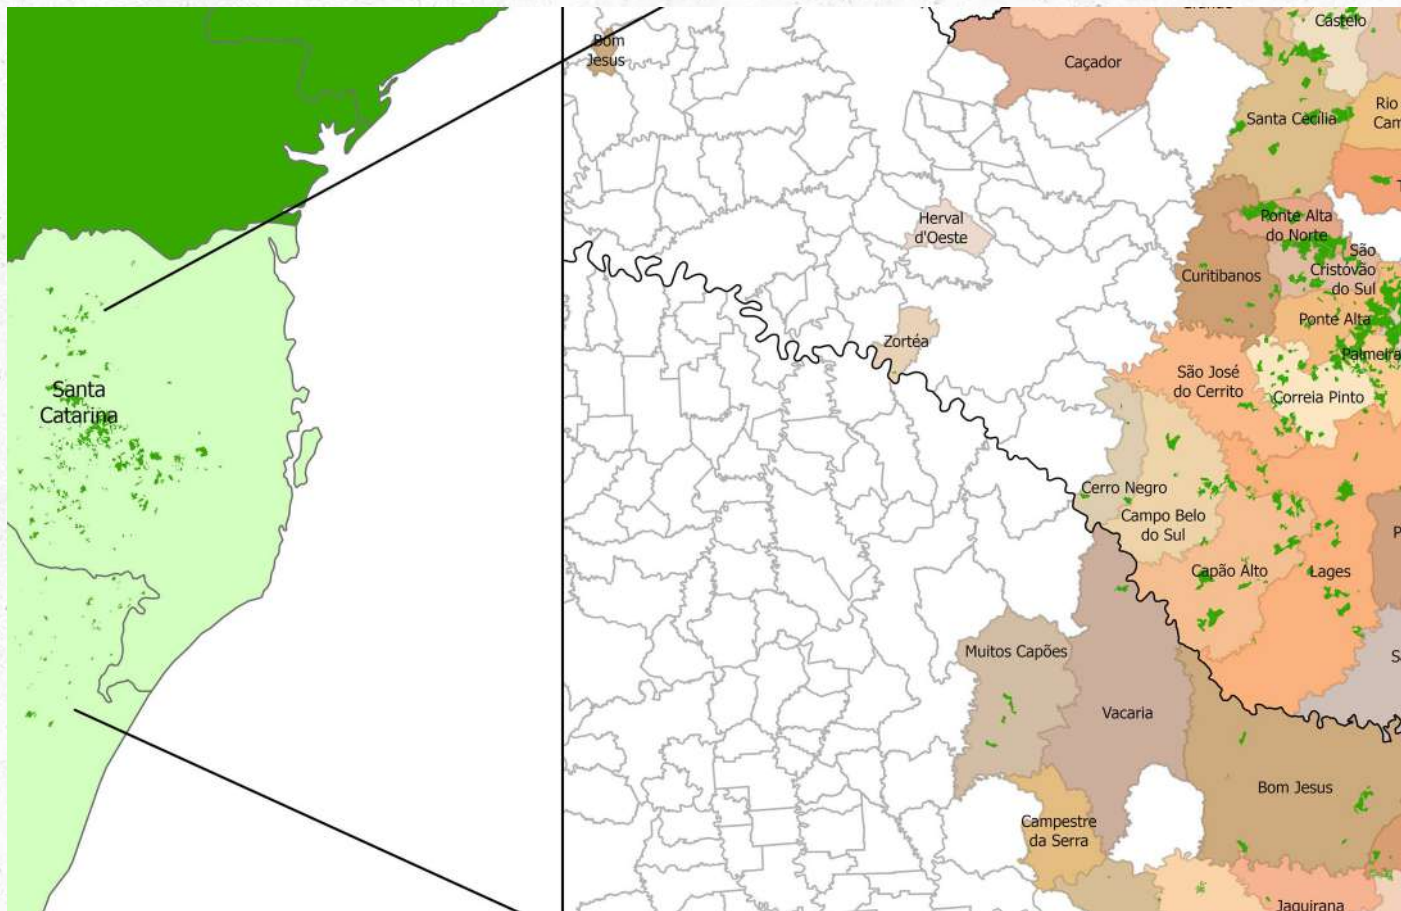 Santa
Catarina
Bom
Jesus
Caçador
Castelo
Santa Cecília
Rio
Herval
d'Oeste
Ponte Alta
do Norte
São
Cristóvão
do Sul
Curitibanos
Ponte Alta
Zortéa
Palmeira
São José
do Cerrito
Correia Pinto
Cerro Negro
Campo Belo
do Sul
Capão Alto
Lages
Muitos Capões
Vacaria
Bom Jesus
Campestre
da Serra
Jaquirana